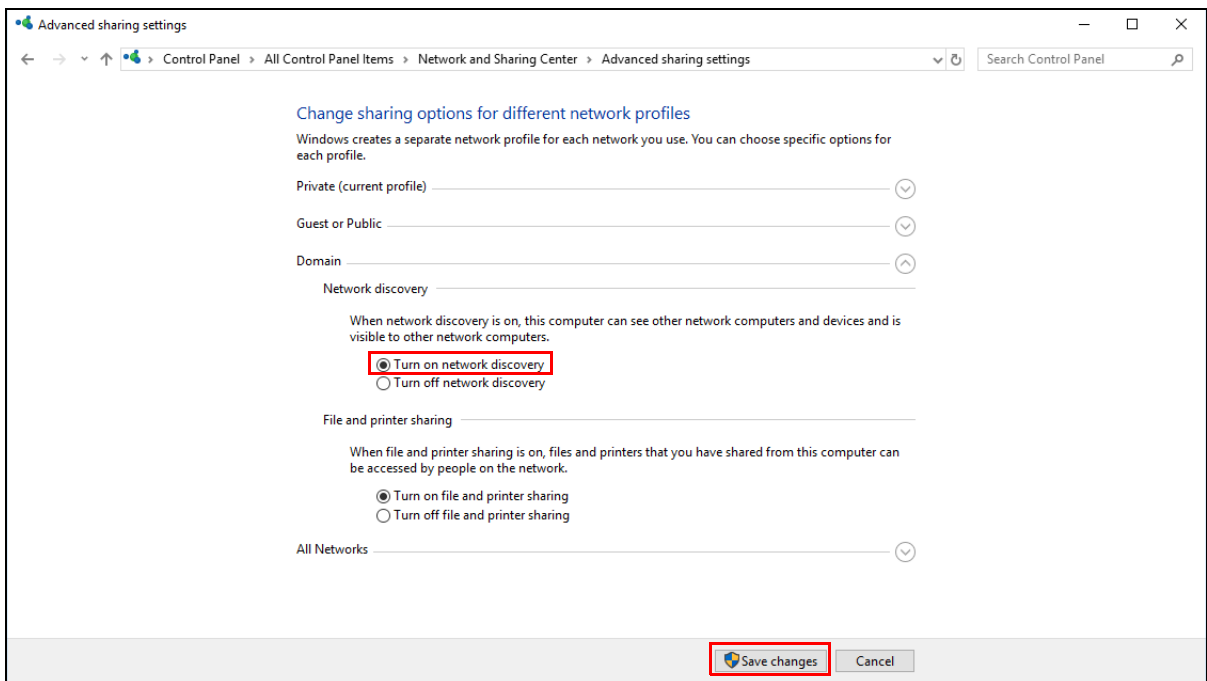 Advanced sharing settings
Control Panel > All Control Panel Items > Network and Sharing Center > Advanced sharing settings
Search Control Panel
Change sharing options for different network profiles
Windows creates a separate network profile for each network you use. You can choose specific options for
each profile.
Private (current profile)
Guest or Public
Domain
Network discovery
When network discovery is on, this computer can see other network computers and devices and is
visible to other network computers.
Turn on network discovery
Turn off network discovery
File and printer sharing
When file and printer sharing is on, files and printers that you have shared from this computer can
be accessed by people on the network.
Turn on file and printer sharing
Turn off file and printer sharing
All Networks
Save changes
Cancel